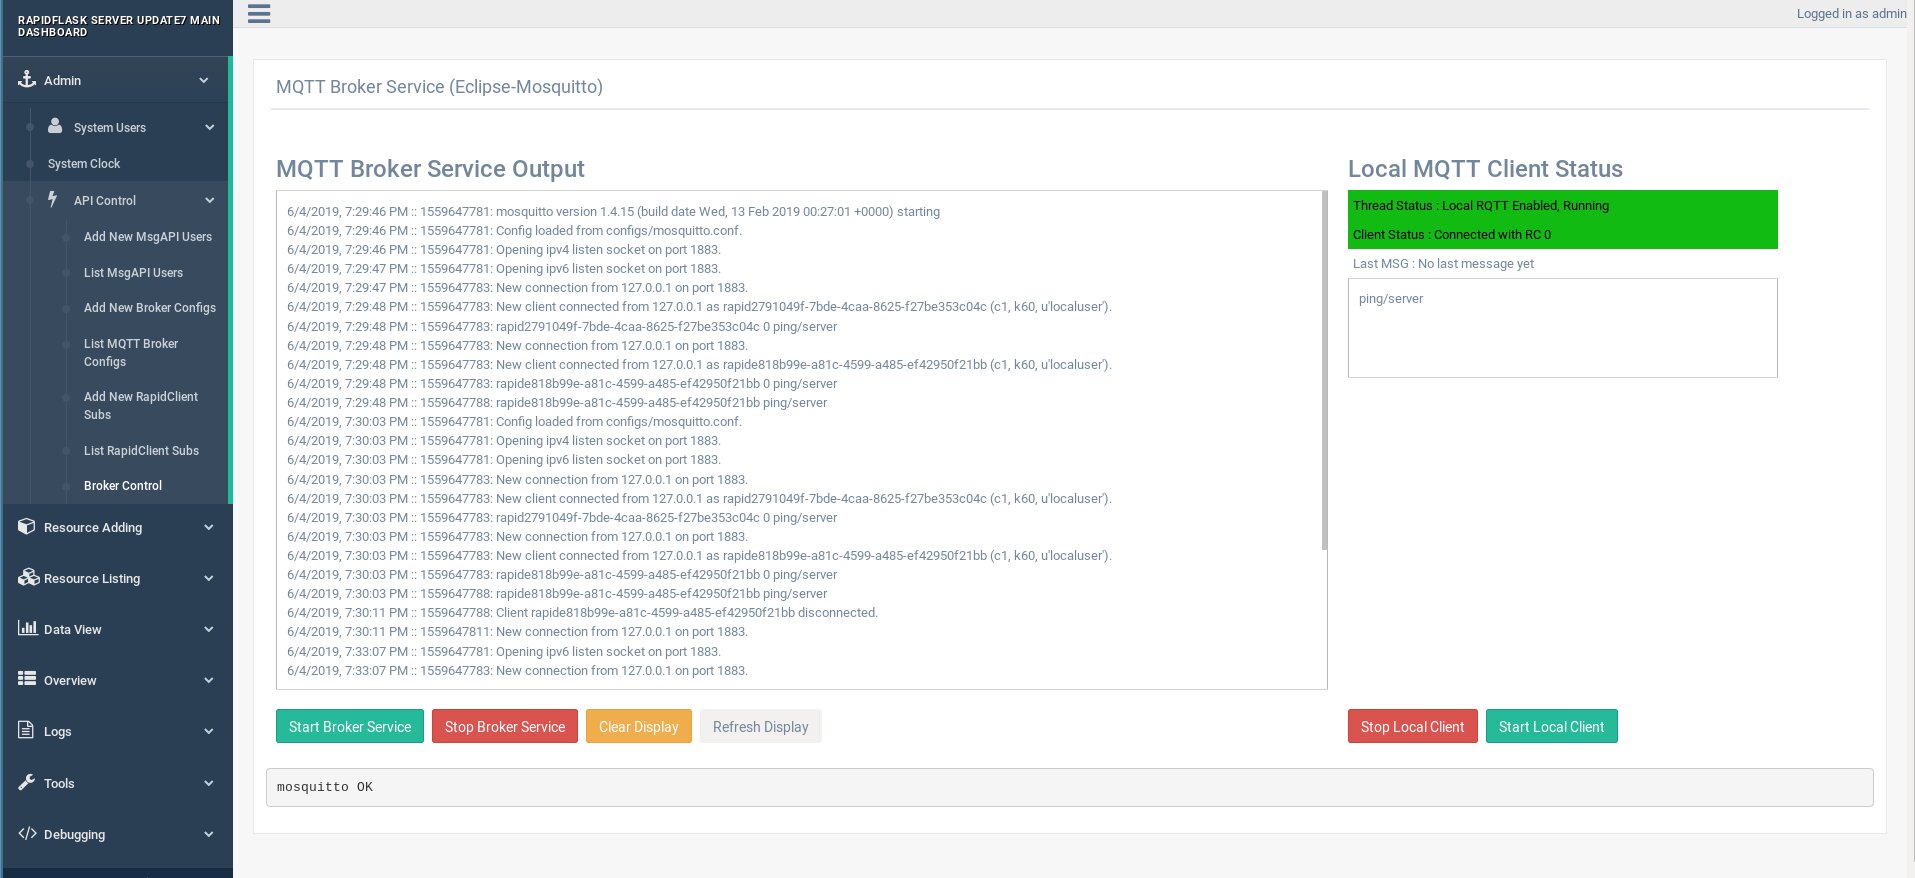 RAPIDFLASK SERVER UPDATE7 MAIN
DASHBOARD
Logged in as admin
Admin
System Users
System Clock
API Control
Add New MsgAPI Users
List MsgAPI Users
Add New Broker Configs
List MQTT Broker
Configs
Add New RapidClient
Subs
List RapidClient Subs
Broker Control
Resource Adding
Resource Listing
Data View
Overview
Logs
Tools
Debugging
MQTT Broker Service (Eclipse-Mosquitto)
MQTT Broker Service Output
6/4/2019, 7:29:46 PM :: 1559647781: mosquitto version 1.4.15 (build date Wed, 13 Feb 2019 00:27:01 +0000) starting
6/4/2019, 7:29:46 PM :: 1559647781: Config loaded from configs/mosquitto.conf.
6/4/2019, 7:29:46 PM :: 1559647781: Opening ipv4 listen socket on port 1883.
6/4/2019, 7:29:47 PM :: 1559647781: Opening ipv6 listen socket on port 1883.
6/4/2019, 7:29:47 PM :: 1559647783: New connection from 127.0.0.1 on port 1883.
6/4/2019, 7:29:48 PM :: 1559647783: New client connected from 127.0.0.1 as rapid2791049f-7bde-4caa-8625-f27be353c04c (c1, k60, u'localuser').
6/4/2019, 7:29:48 PM :: 1559647783: rapid2791049f-7bde-4caa-8625-f27be353c04c 0 ping/server
6/4/2019, 7:29:48 PM :: 1559647783: New connection from 127.0.0.1 on port 1883.
6/4/2019, 7:29:48 PM :: 1559647783: New client connected from 127.0.0.1 as rapide818b99e-a81c-4599-a485-ef42950f21bb (c1, k60, u'localuser').
6/4/2019, 7:29:48 PM :: 1559647783: rapide818b99e-a81c-4599-a485-ef42950f21bb 0 ping/server
6/4/2019, 7:29:48 PM :: 1559647788: rapide818b99e-a81c-4599-a485-ef42950f21bb ping/server
6/4/2019, 7:30:03 PM :: 1559647781: Config loaded from configs/mosquitto.conf.
6/4/2019, 7:30:03 PM :: 1559647781: Opening ipv4 listen socket on port 1883.
6/4/2019, 7:30:03 PM :: 1559647781: Opening ipv6 listen socket on port 1883.
6/4/2019, 7:30:03 PM :: 1559647783: New connection from 127.0.0.1 on port 1883.
6/4/2019, 7:30:03 PM :: 1559647783: New client connected from 127.0.0.1 as rapid2791049f-7bde-4caa-8625-f27be353c04c (c1, k60, u'localuser').
6/4/2019, 7:30:03 PM :: 1559647783: rapid2791049f-7bde-4caa-8625-f27be353c04c 0 ping/server
6/4/2019, 7:30:03 PM :: 1559647783: New connection from 127.0.0.1 on port 1883.
6/4/2019, 7:30:03 PM :: 1559647783: New client connected from 127.0.0.1 as rapide818b99e-a81c-4599-a485-ef42950f21bb (c1, k60, u'localuser').
6/4/2019, 7:30:03 PM :: 1559647783: rapide818b99e-a81c-4599-a485-ef42950f21bb 0 ping/server
6/4/2019, 7:30:03 PM :: 1559647788: rapide818b99e-a81c-4599-a485-ef42950f21bb ping/server
6/4/2019, 7:30:11 PM :: 1559647788: Client rapide818b99e-a81c-4599-a485-ef42950f21bb disconnected.
6/4/2019, 7:30:11 PM :: 1559647811: New connection from 127.0.0.1 on port 1883.
6/4/2019, 7:33:07 PM :: 1559647781: Opening ipv6 listen socket on port 1883.
6/4/2019, 7:33:07 PM :: 1559647783: New connection from 127.0.0.1 on port 1883.
Start Broker Service
Stop Broker Service
Clear Display
Refresh Display
Local MQTT Client Status
Thread Status : Local RQTT Enabled, Running
Client Status : Connected with RC 0
Last MSG : No last message yet
ping/server
Stop Local Client
Start Local Client
mosquitto OK